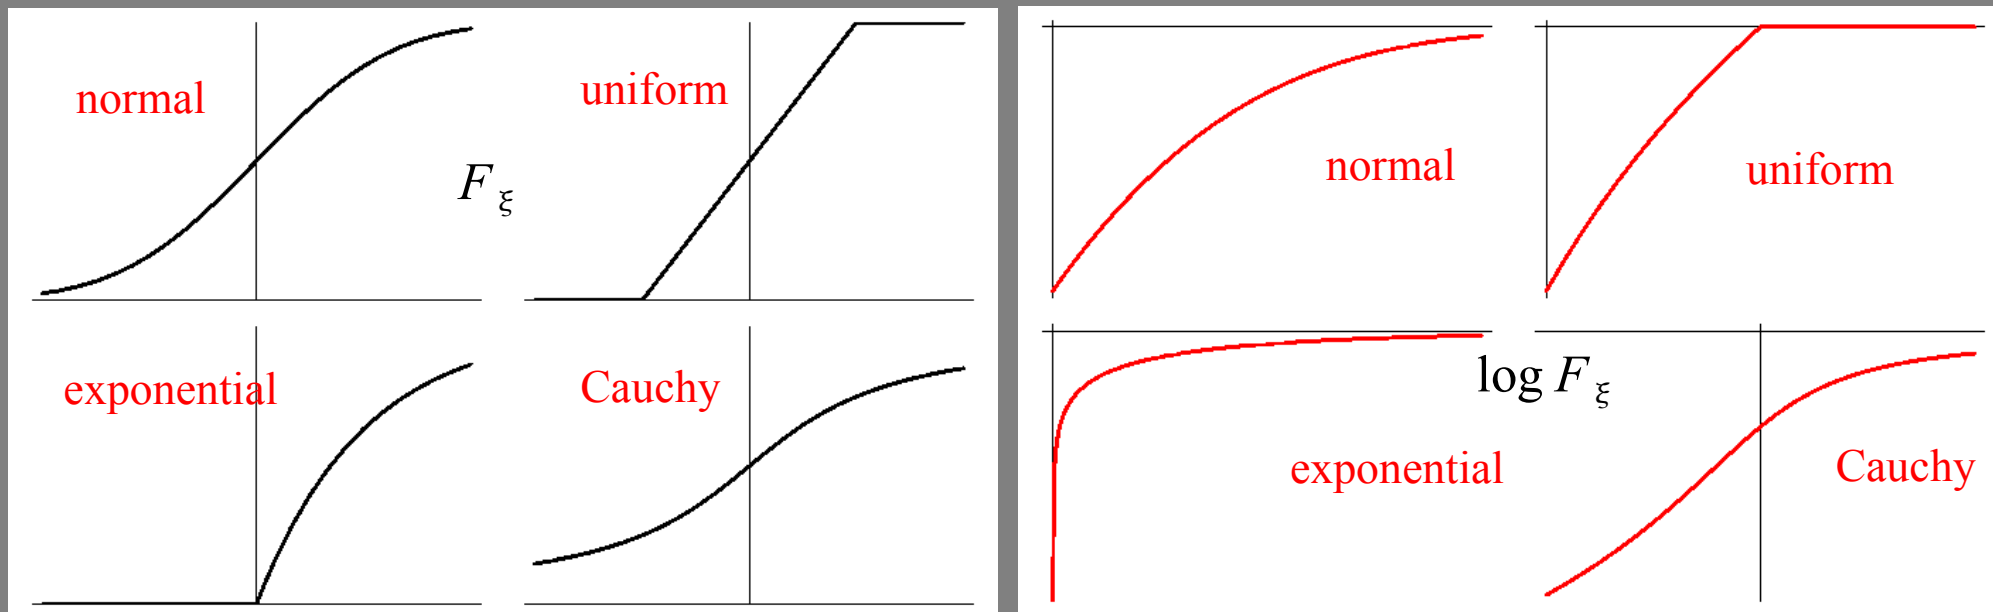 normal
uniform
F ξ
exponential
Cauchy
normal
uniform
log F ξ
exponential
Cauchy